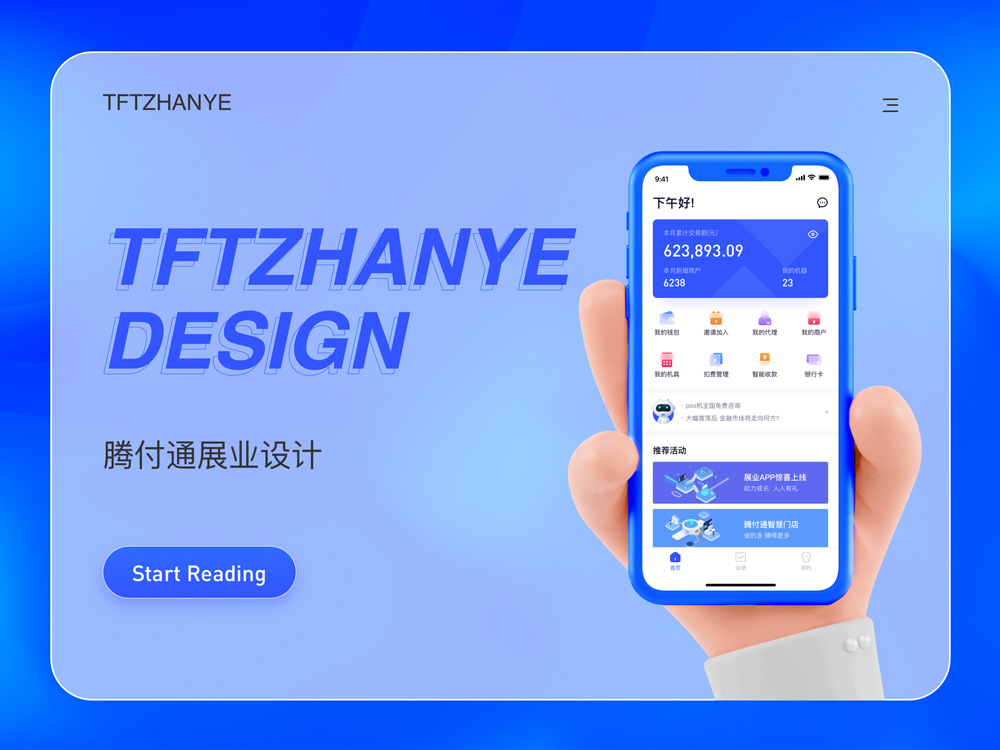 TFTZHANYE
TFTZHANYE
DESIGN
腾付通展业设计
Start Reading
9:41
下午好!
本月累计交易额(元)
623,893.09
本月新增商户 我的机器
6238 23
我的钱包 邀请加入 我的代理 我的商户
我的机具 扣费管理 智能收款 银行卡
· pos机全国免费咨询
· 大幅震荡后 金融市场将走向何方?
推荐活动
展业APP惊喜上线
助力成长 人人有礼
腾付通智慧门店
省的多 赚得更多
首页 业绩 我的